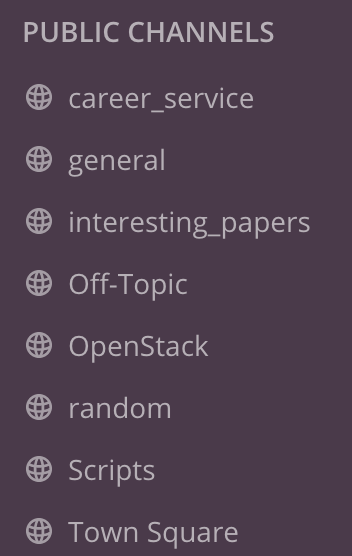 PUBLIC CHANNELS
career_service
general
interesting_papers
Off-Topic
OpenStack
random
Scripts
Town Square